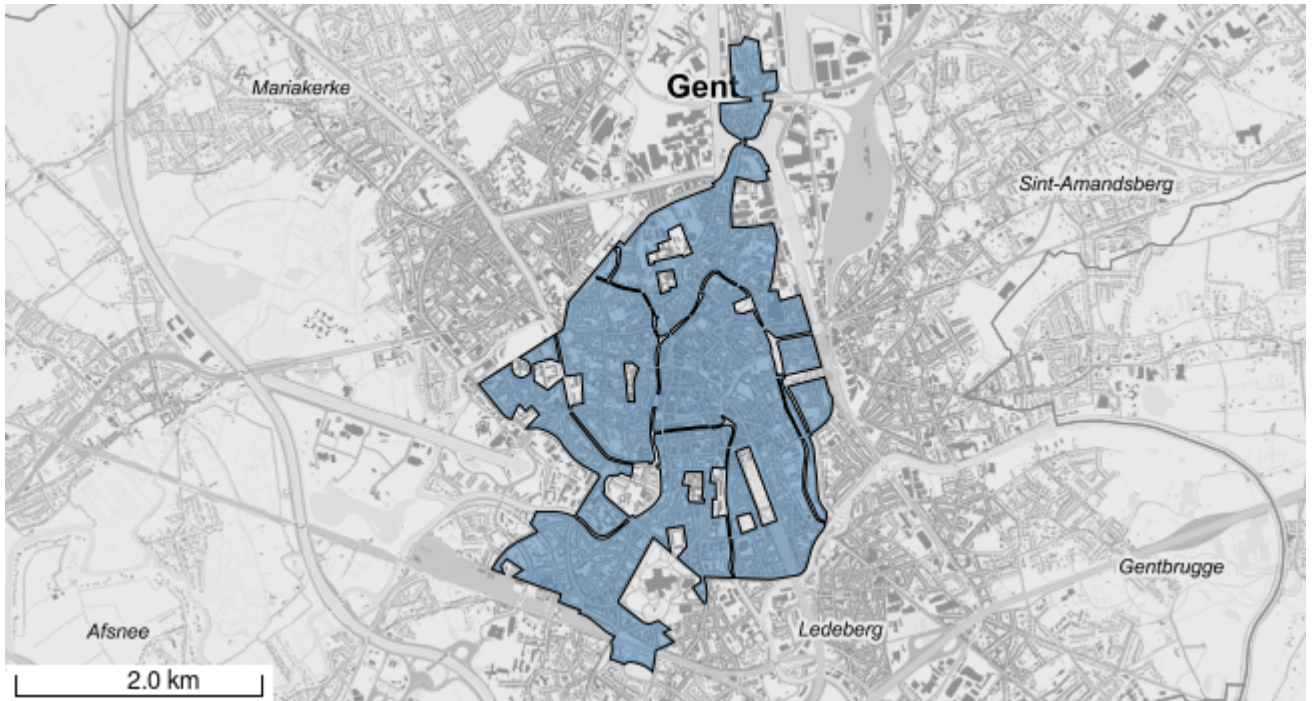 Gent
Mariakerke
Sint-Amandsberg
Gentbrugge
Afsnee
Ledeberg
2.0 km